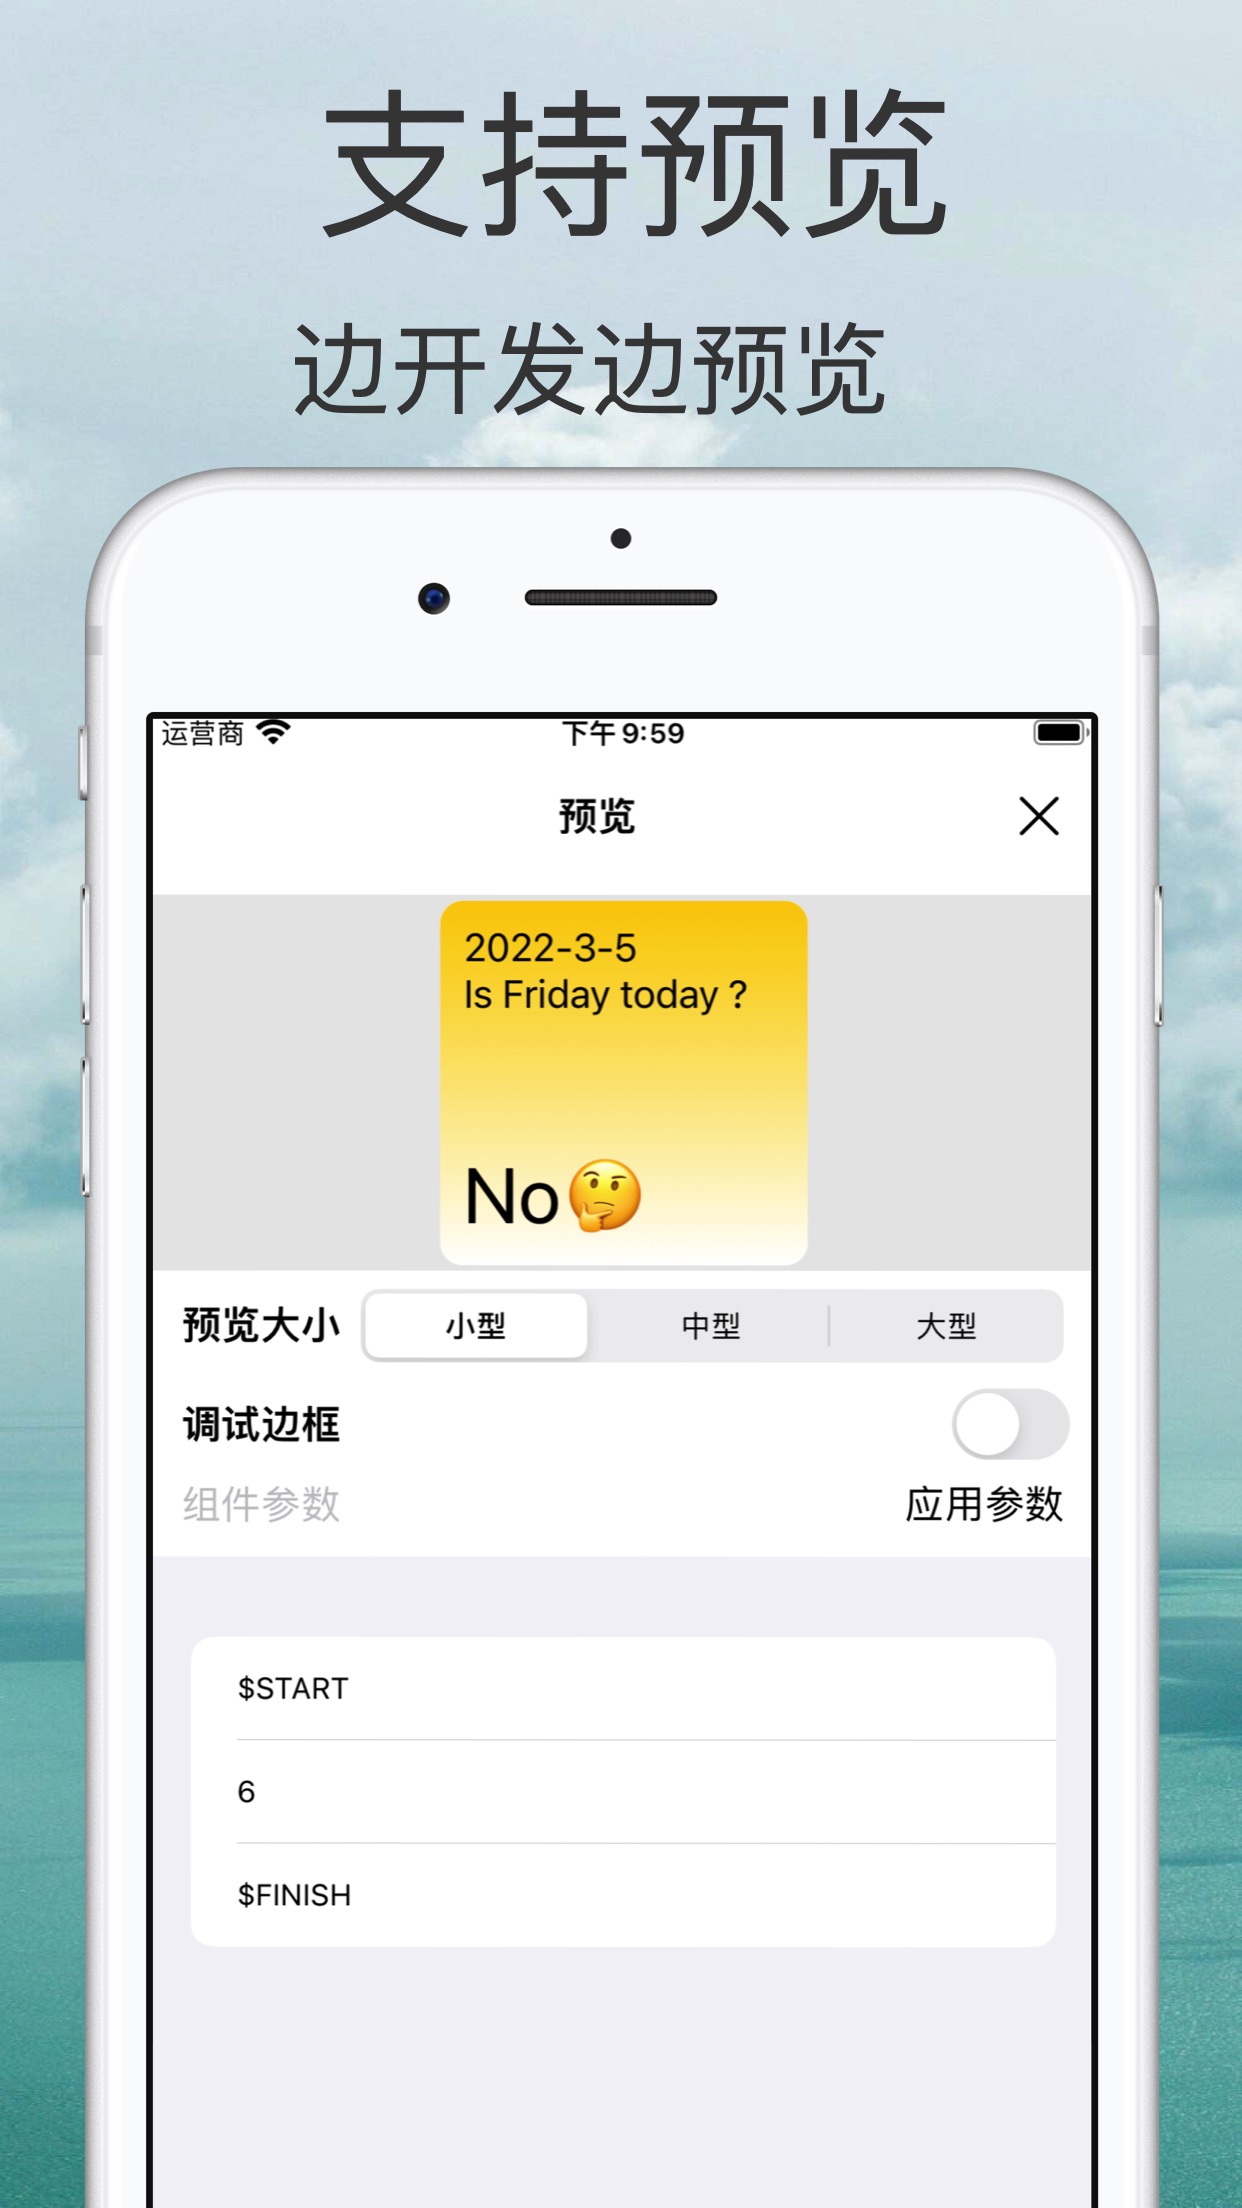 支持预览
边开发边预览
运营商 下午 9:59
预览
2022-3-5
Is Friday today ?
No🤔
预览大小 小型 中型 大型
调试边框
组件参数 应用参数
$START
6
$FINISH